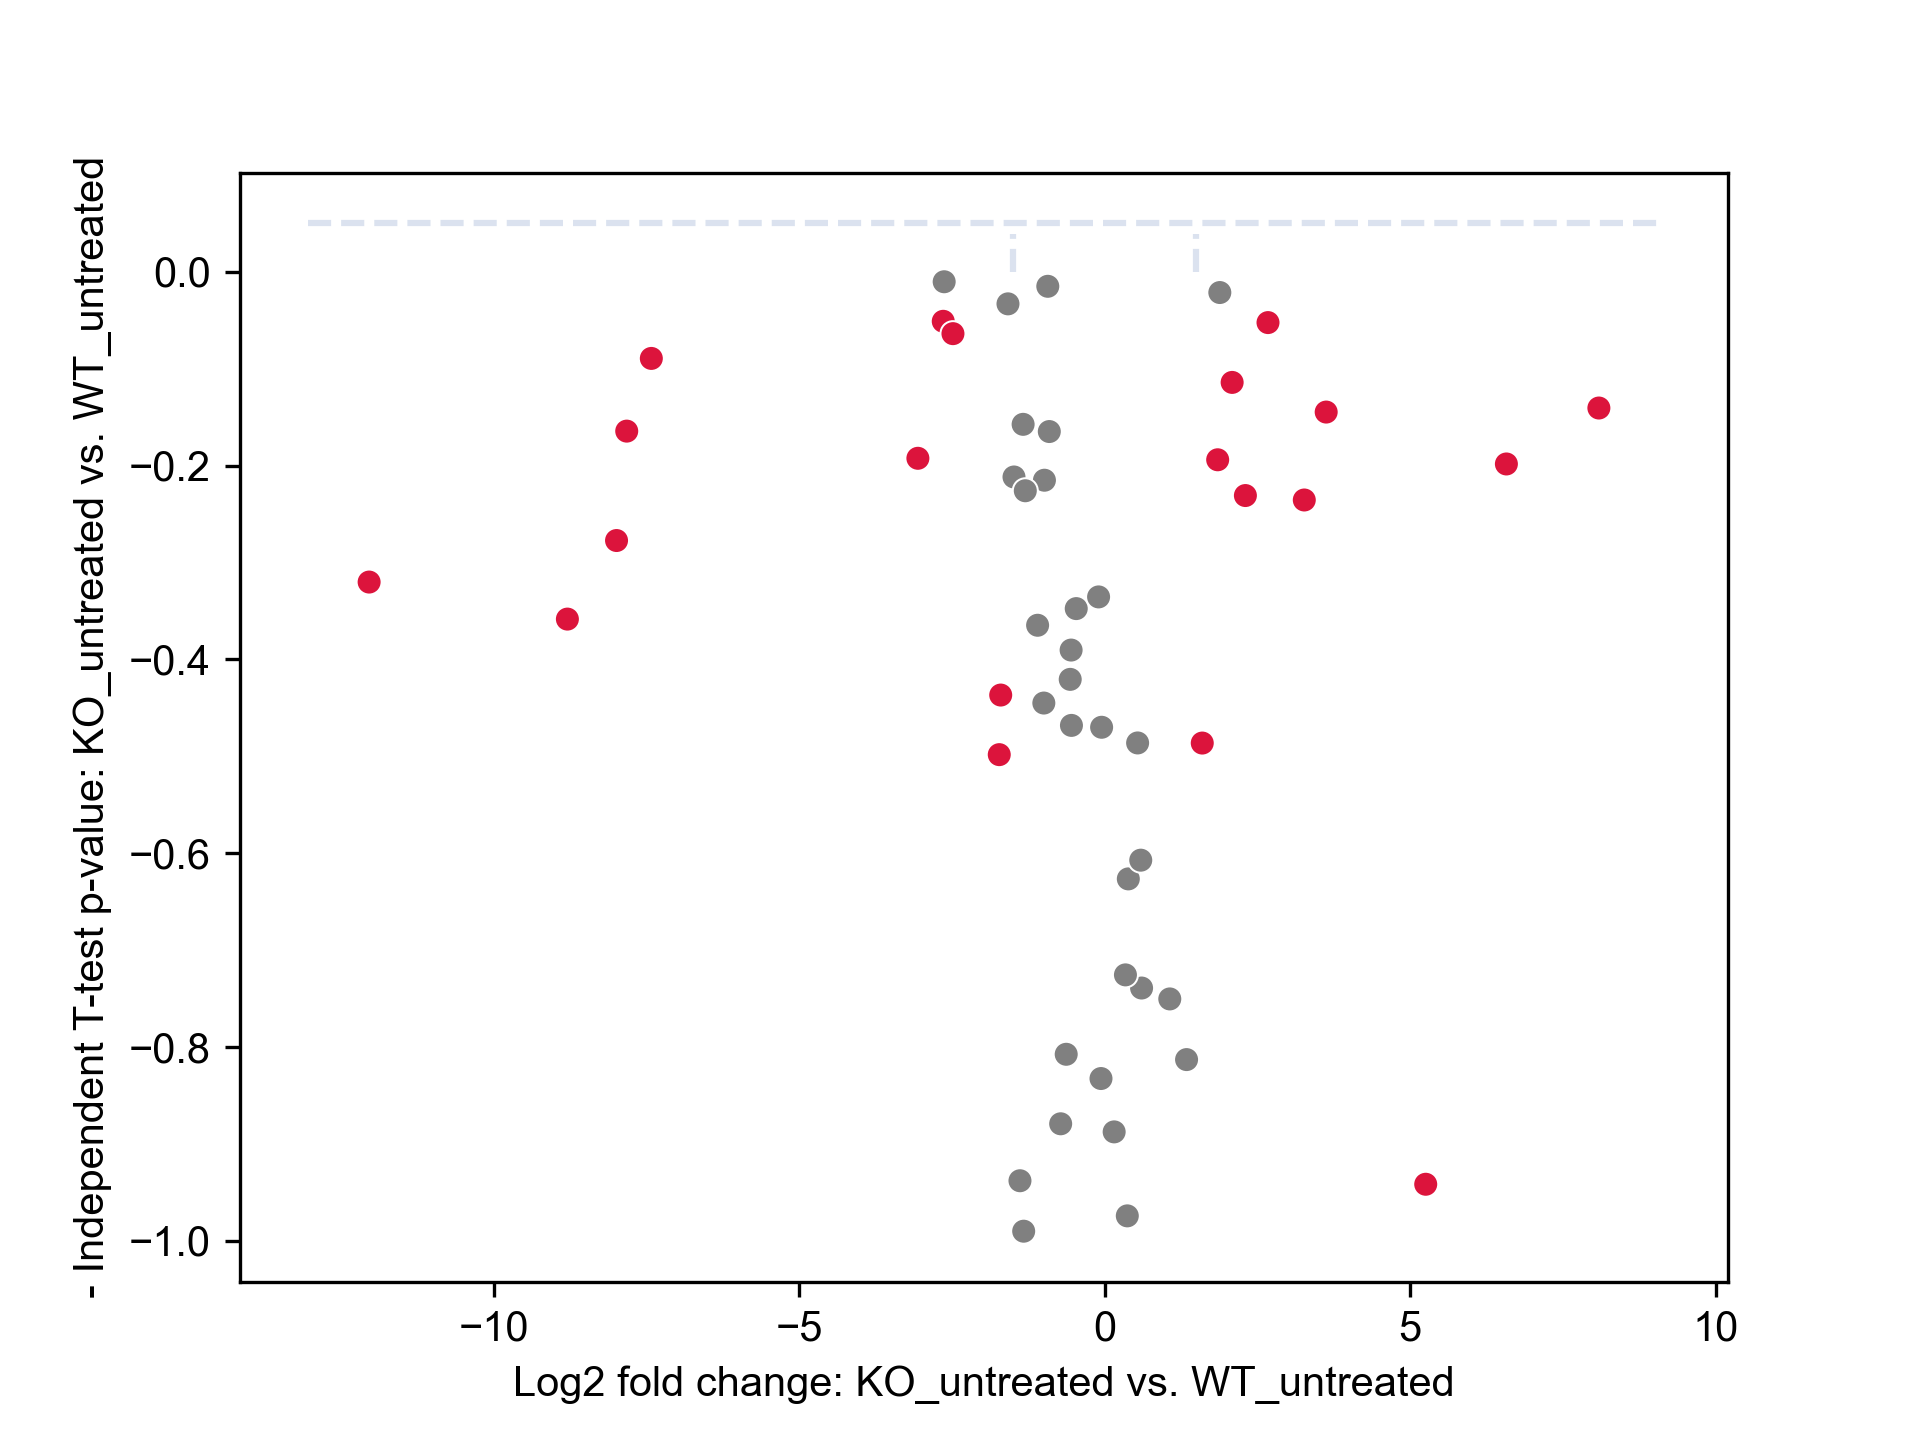 - Independent T-test p-value: KO_untreated vs. WT_untreated
0.0
−0.2
−0.4
−0.6
−0.8
−1.0
−10 −5 0 5 10
Log2 fold change: KO_untreated vs. WT_untreated